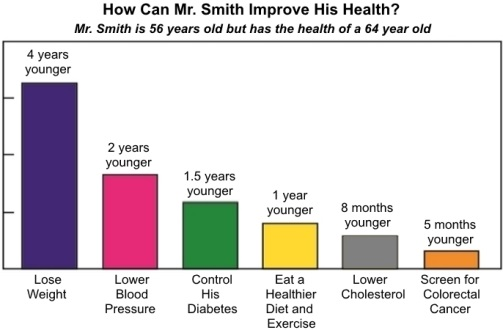 How Can Mr. Smith Improve His Health?
Mr. Smith is 56 years old but has the health of a 64 year old
4 years
younger
2 years
younger
1.5 years
younger
1 year
younger
8 months
younger
5 months
younger
Lose
Weight
Lower
Blood
Pressure
Control
His
Diabetes
Eat a
Healthier
Diet and
Exercise
Lower
Cholesterol
Screen for
Colorectal
Cancer